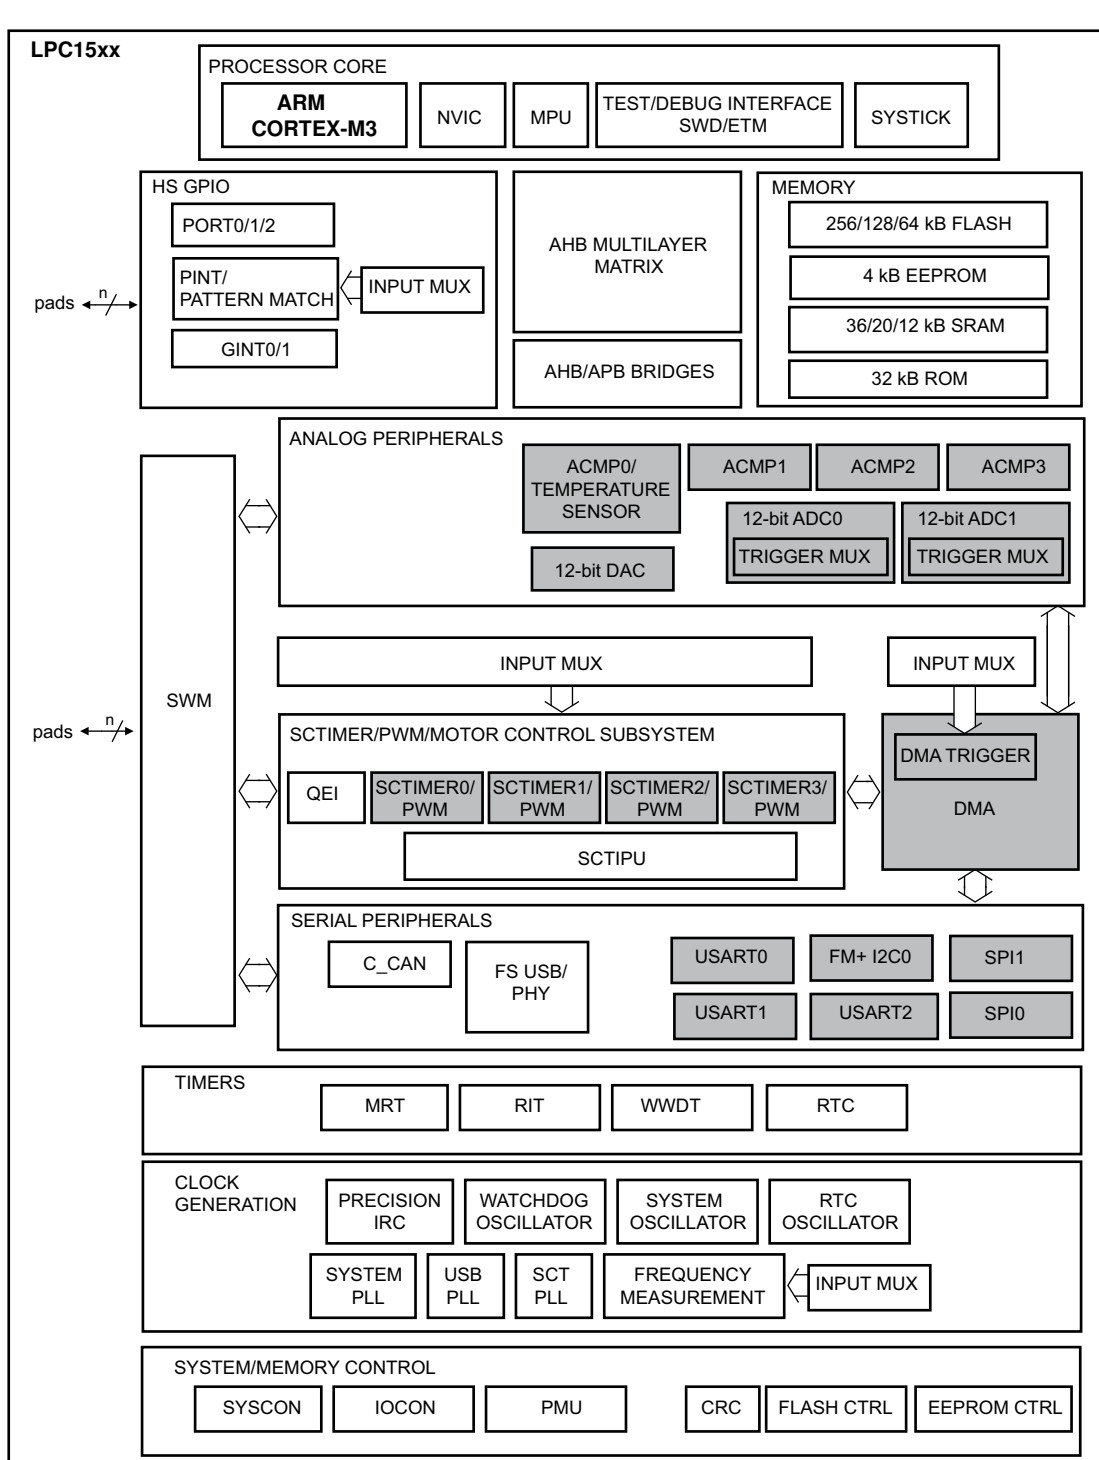 LPC15xx
PROCESSOR CORE
ARM
CORTEX-M3
NVIC
MPU
TEST/DEBUG INTERFACE
SWD/ETM
SYSTICK
HS GPIO
PORT0/1/2
PINT/
PATTERN MATCH
INPUT MUX
GINT0/1
pads
n
AHB MULTILAYER
MATRIX
AHB/APB BRIDGES
MEMORY
256/128/64 kB FLASH
4 kB EEPROM
36/20/12 kB SRAM
32 kB ROM
ANALOG PERIPHERALS
ACMP0/
TEMPERATURE
SENSOR
ACMP1
ACMP2
ACMP3
12-bit DAC
12-bit ADC0
TRIGGER MUX
12-bit ADC1
TRIGGER MUX
SWM
pads
n
INPUT MUX
INPUT MUX
SCTIMER/PWM/MOTOR CONTROL SUBSYSTEM
QEI
SCTIMER0/
PWM
SCTIMER1/
PWM
SCTIMER2/
PWM
SCTIMER3/
PWM
SCTIPU
DMA TRIGGER
DMA
SERIAL PERIPHERALS
C_CAN
FS USB/
PHY
USART0
FM+ I2C0
SPI1
USART1
USART2
SPI0
TIMERS
MRT
RIT
WWDT
RTC
CLOCK
GENERATION
PRECISION
IRC
WATCHDOG
OSCILLATOR
SYSTEM
OSCILLATOR
RTC
OSCILLATOR
SYSTEM
PLL
USB
PLL
SCT
PLL
FREQUENCY
MEASUREMENT
INPUT MUX
SYSTEM/MEMORY CONTROL
SYSCON
IOCON
PMU
CRC
FLASH CTRL
EEPROM CTRL